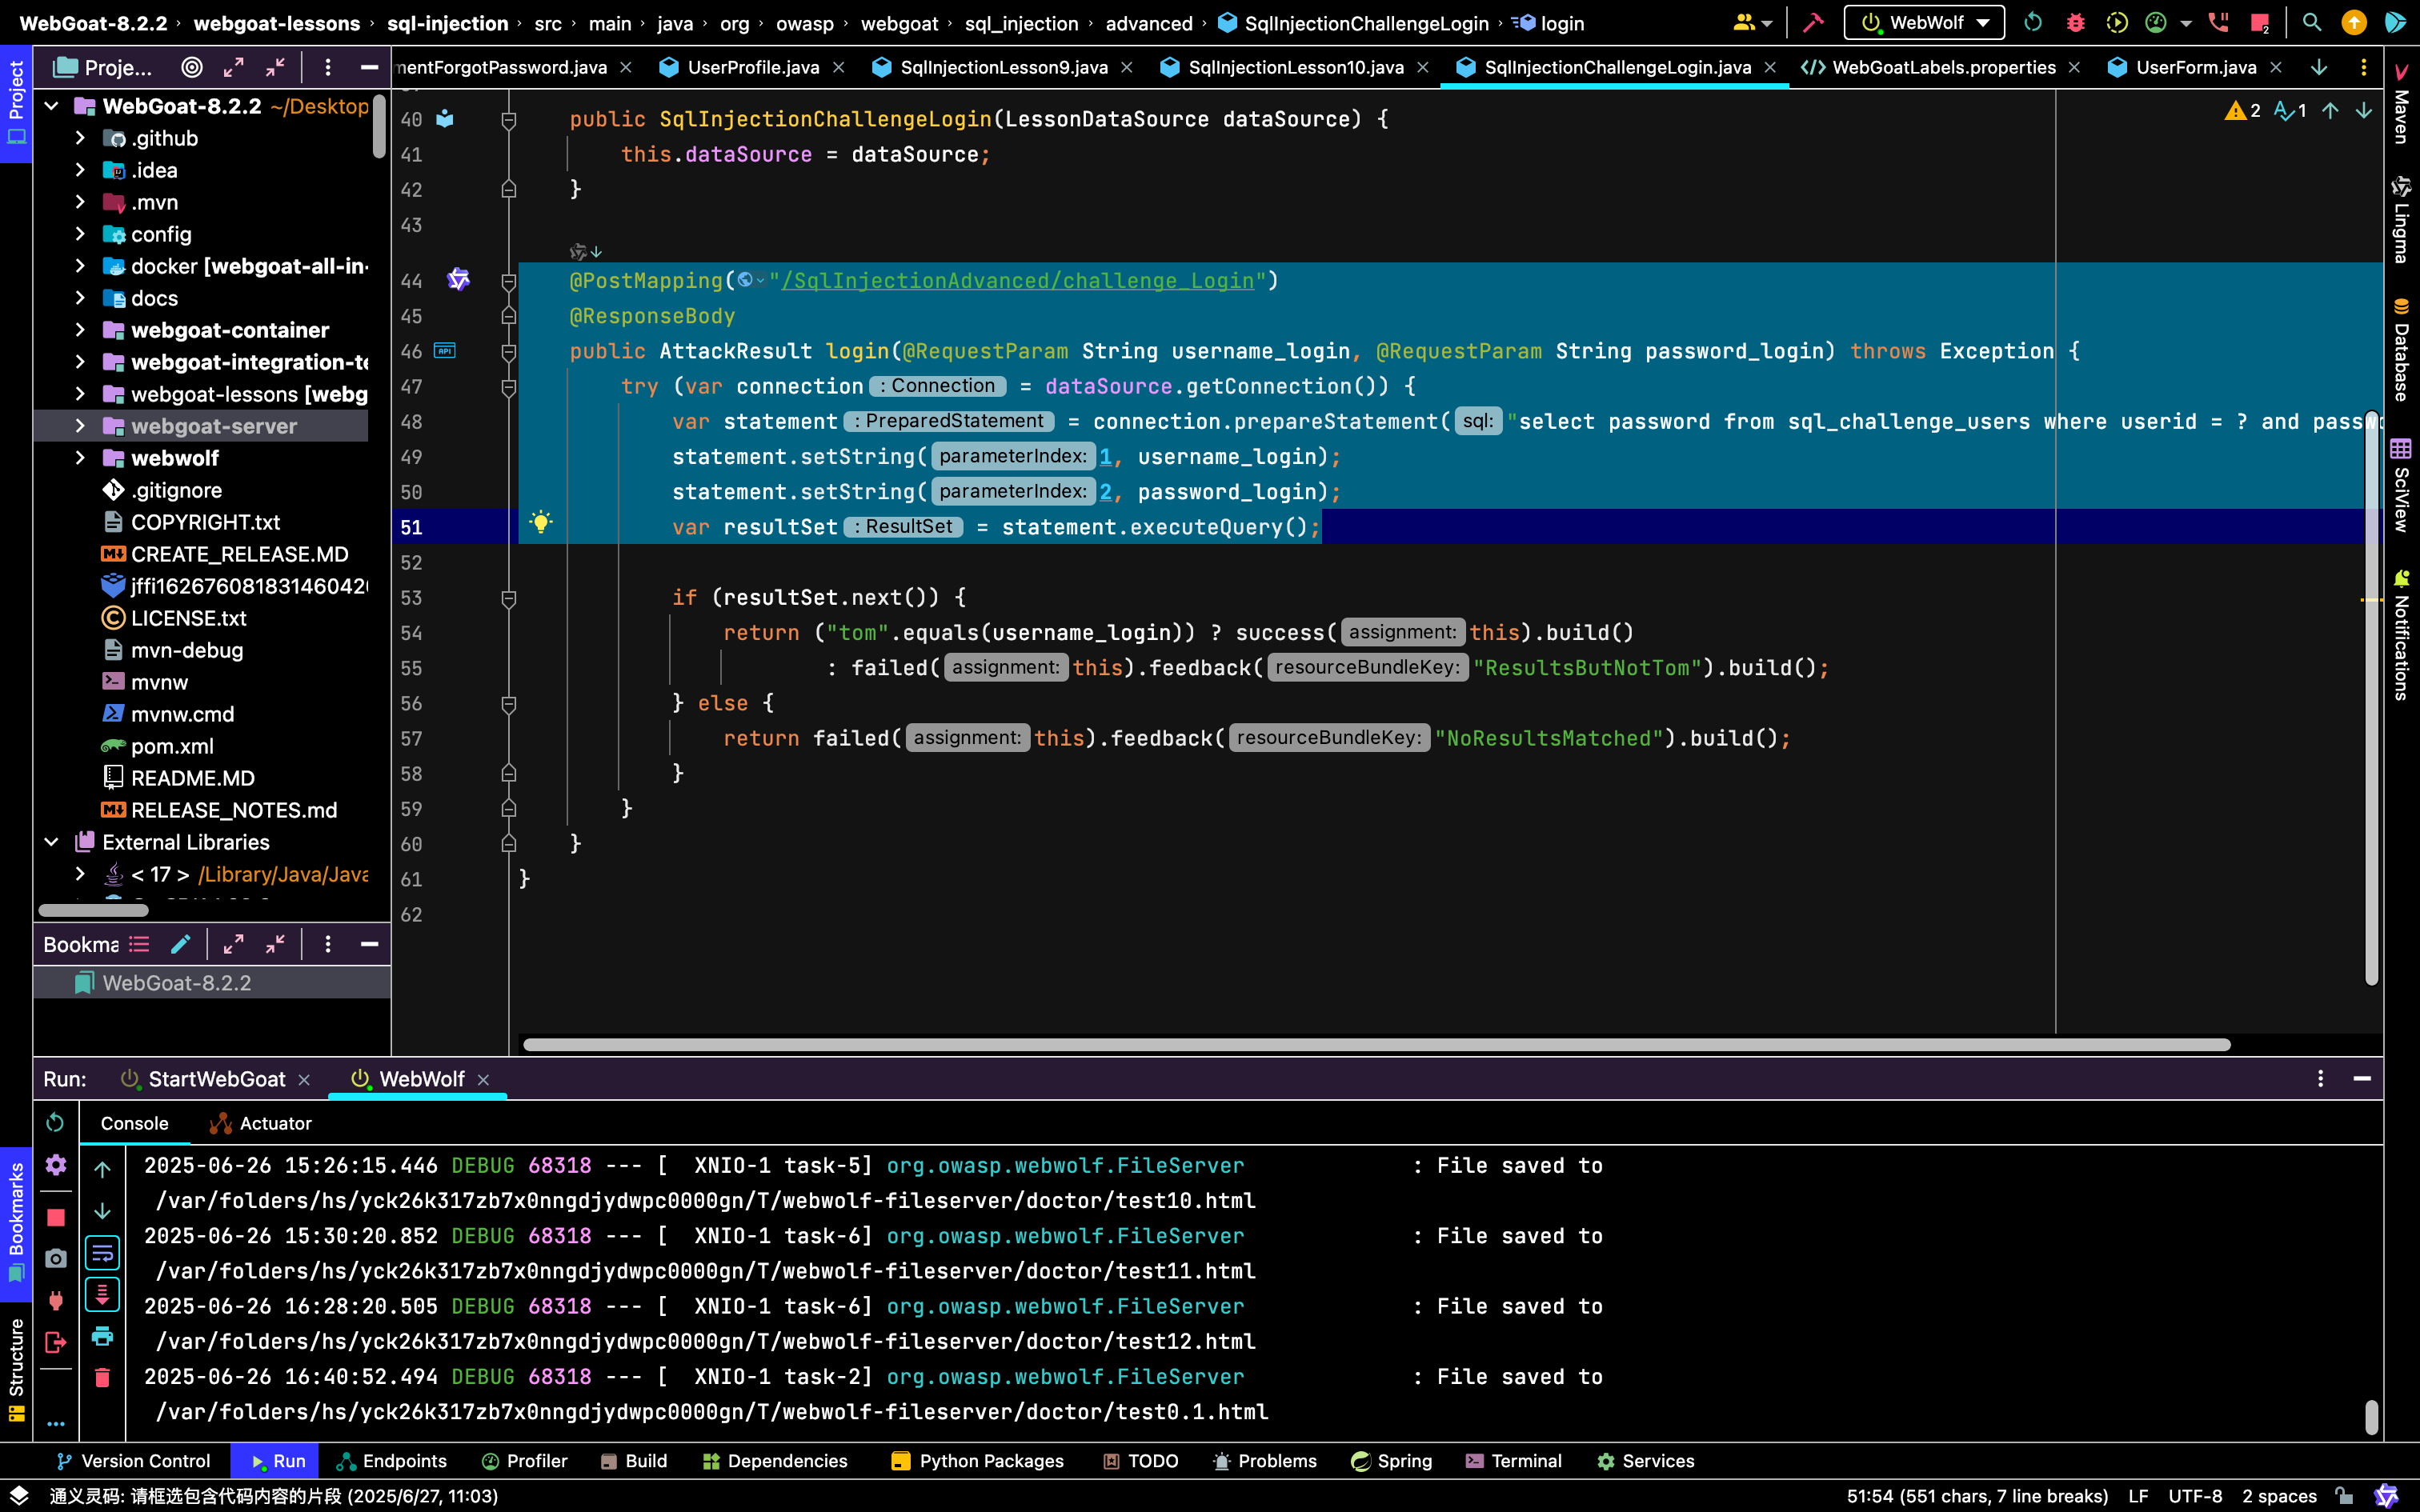 WebGoat-8.2.2 › webgoat-lessons › sql-injection › src › main › java › org › owasp › webgoat › sql_injection › advanced › SqlInjectionChallengeLogin › login
WebWolf
Project
Proje...
mentForgotPassword.java
UserProfile.java
SqlInjectionLesson9.java
SqlInjectionLesson10.java
SqlInjectionChallengeLogin.java
WebGoatLabels.properties
UserForm.java
WebGoat-8.2.2 ~/Desktop
.github
.idea
.mvn
config
docker [webgoat-all-in-
docs
webgoat-container
webgoat-integration-te
webgoat-lessons [webg
webgoat-server
webwolf
.gitignore
COPYRIGHT.txt
CREATE_RELEASE.MD
LICENSE.txt
mvn-debug
mvnw
mvnw.cmd
pom.xml
README.MD
RELEASE_NOTES.md
External Libraries
< 17 > /Library/Java/Java
Bookma
WebGoat-8.2.2
2 1
40 public SqlInjectionChallengeLogin(LessonDataSource dataSource) {
41 this.dataSource = dataSource;
42 }
43
44 @PostMapping("/SqlInjectionAdvanced/challenge_Login")
45 @ResponseBody
46 public AttackResult login(@RequestParam String username_login, @RequestParam String password_login) throws Exception {
47 try (var connection : Connection = dataSource.getConnection()) {
48 var statement : PreparedStatement = connection.prepareStatement( sql: "select password from sql_challenge_users where userid = ? and passw
49 statement.setString( parameterIndex: 1, username_login);
50 statement.setString( parameterIndex: 2, password_login);
51 var resultSet : ResultSet = statement.executeQuery();
52
53 if (resultSet.next()) {
54 return ("tom".equals(username_login)) ? success( assignment: this).build()
55 : failed( assignment: this).feedback( resourceBundleKey: "ResultsButNotTom").build();
56 } else {
57 return failed( assignment: this).feedback( resourceBundleKey: "NoResultsMatched").build();
58 }
59 }
60 }
61 }
62
Maven
Lingma
Database
SciView
Notifications
Run: StartWebGoat WebWolf
Console Actuator
2025-06-26 15:26:15.446 DEBUG 68318 --- [ XNIO-1 task-5] org.owasp.webwolf.FileServer : File saved to
/var/folders/hs/yck26k317zb7x0nngdjydwpc0000gn/T/webwolf-fileserver/doctor/test10.html
2025-06-26 15:30:20.852 DEBUG 68318 --- [ XNIO-1 task-6] org.owasp.webwolf.FileServer : File saved to
/var/folders/hs/yck26k317zb7x0nngdjydwpc0000gn/T/webwolf-fileserver/doctor/test11.html
2025-06-26 16:28:20.505 DEBUG 68318 --- [ XNIO-1 task-6] org.owasp.webwolf.FileServer : File saved to
/var/folders/hs/yck26k317zb7x0nngdjydwpc0000gn/T/webwolf-fileserver/doctor/test12.html
2025-06-26 16:40:52.494 DEBUG 68318 --- [ XNIO-1 task-2] org.owasp.webwolf.FileServer : File saved to
/var/folders/hs/yck26k317zb7x0nngdjydwpc0000gn/T/webwolf-fileserver/doctor/test0.1.html
Bookmarks
Structure
Version Control Run Endpoints Profiler Build Dependencies Python Packages TODO Problems Spring Terminal Services
通义灵码: 请框选包含代码内容的片段 (2025/6/27, 11:03)
51:54 (551 chars, 7 line breaks) LF UTF-8 2 spaces